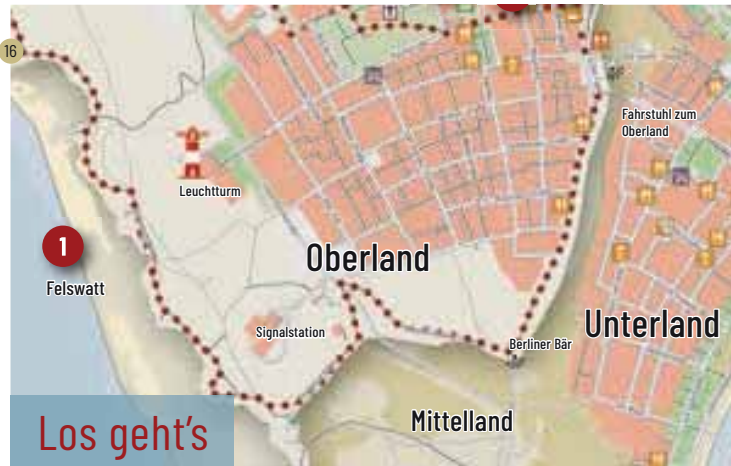 16
Fahrstuhl zum
Oberland
Leuchtturm
1
Oberland
Felswatt
Signalstation
Unterland
Berliner Bär
Mittelland
Los geht's